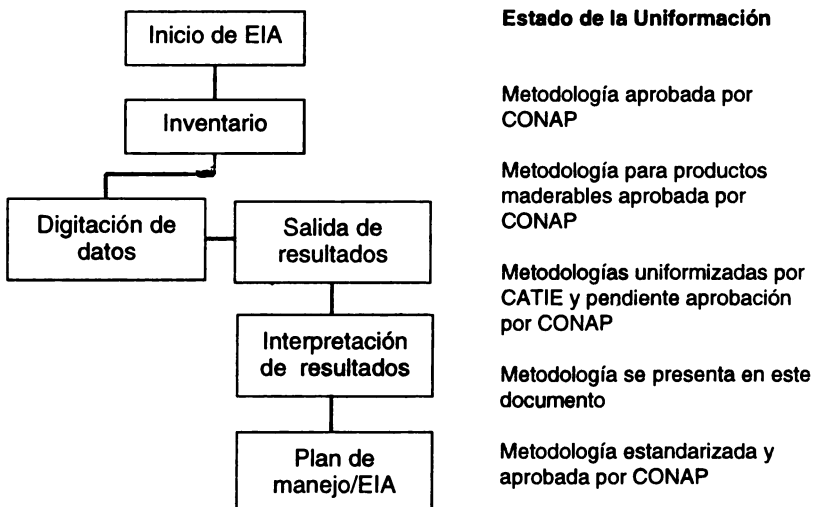 Inicio de EIA
Inventario
Digitación de
datos
Salida de
resultados
Interpretación
de resultados
Plan de
manejo/EIA
Estado de la Uniformación
Metodología aprobada por
CONAP
Metodología para productos
maderables aprobada por
CONAP
Metodologías uniformizadas por
CATIE y pendiente aprobación
por CONAP
Metodología se presenta en este
documento
Metodología estandarizada y
aprobada por CONAP